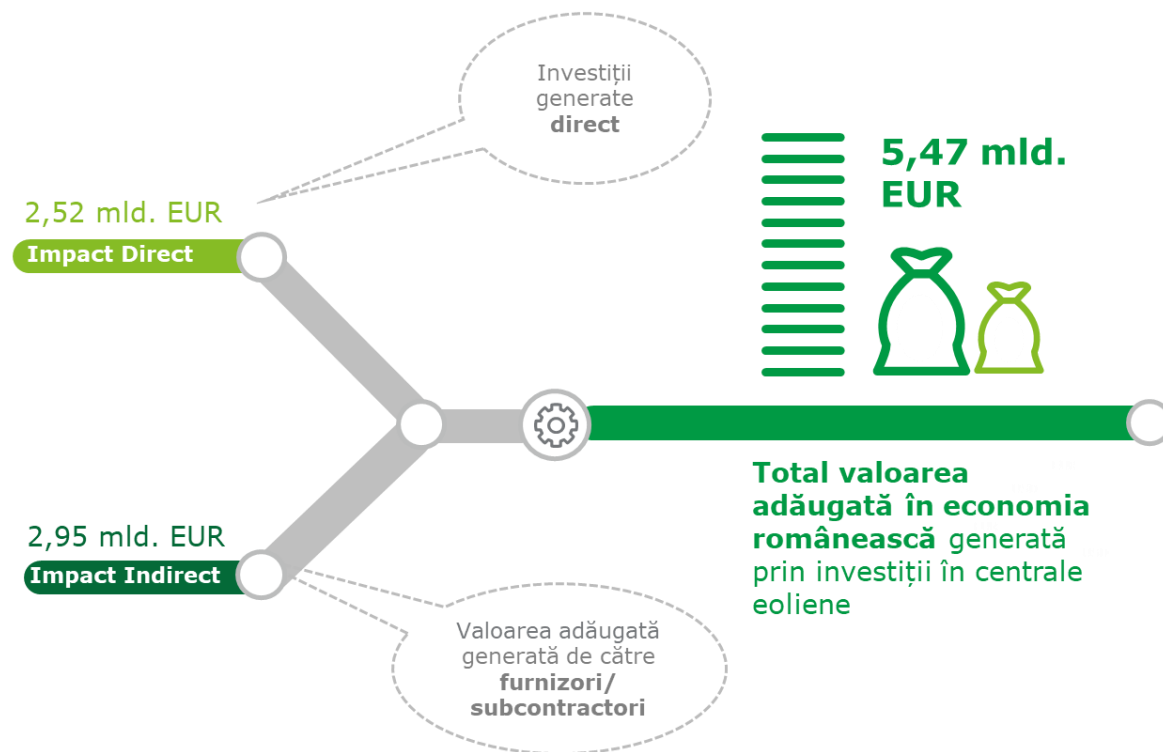 Investiții
generate
direct
5,47 mld.
EUR
2,52 mld. EUR
Impact Direct
2,95 mld. EUR
Impact Indirect
Total valoarea
adăugată în economia
românească generată
prin investiții în centrale
eoliene
Valoarea adăugată
generată de către
furnizori/
subcontractori